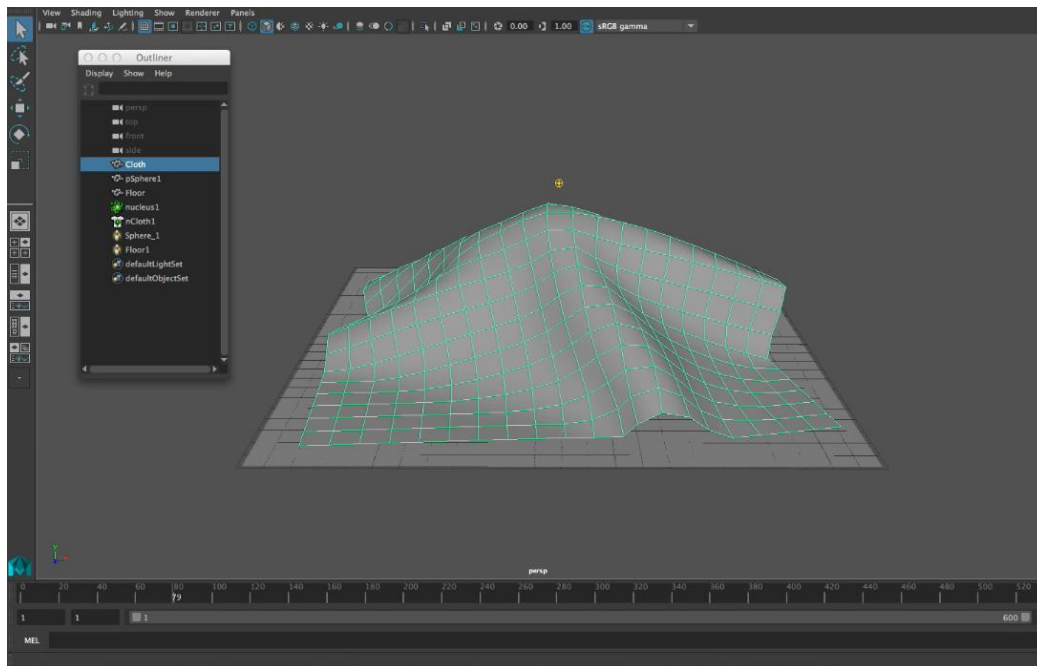 View Shading Lighting Show Renderer Panels
0.00 1.00 sRGB gamma
Outliner
Display Show Help
persp
top
front
side
Cloth
pSphere1
Floor
nucleus1
nCloth1
Sphere_1
Floor1
defaultLightSet
defaultObjectSet
y
persp
0 20 40 60 80 100 120 140 160 180 200 220 240 260 280 300 320 340 360 380 400 420 440 460 480 500 520
79
1 1 1 600
MEL